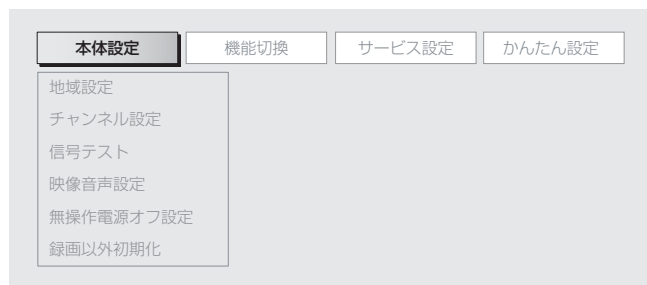 本体設定 機能切換 サービス設定 かんたん設定
地域設定
チャンネル設定
信号テスト
映像音声設定
無操作電源オフ設定
録画以外初期化